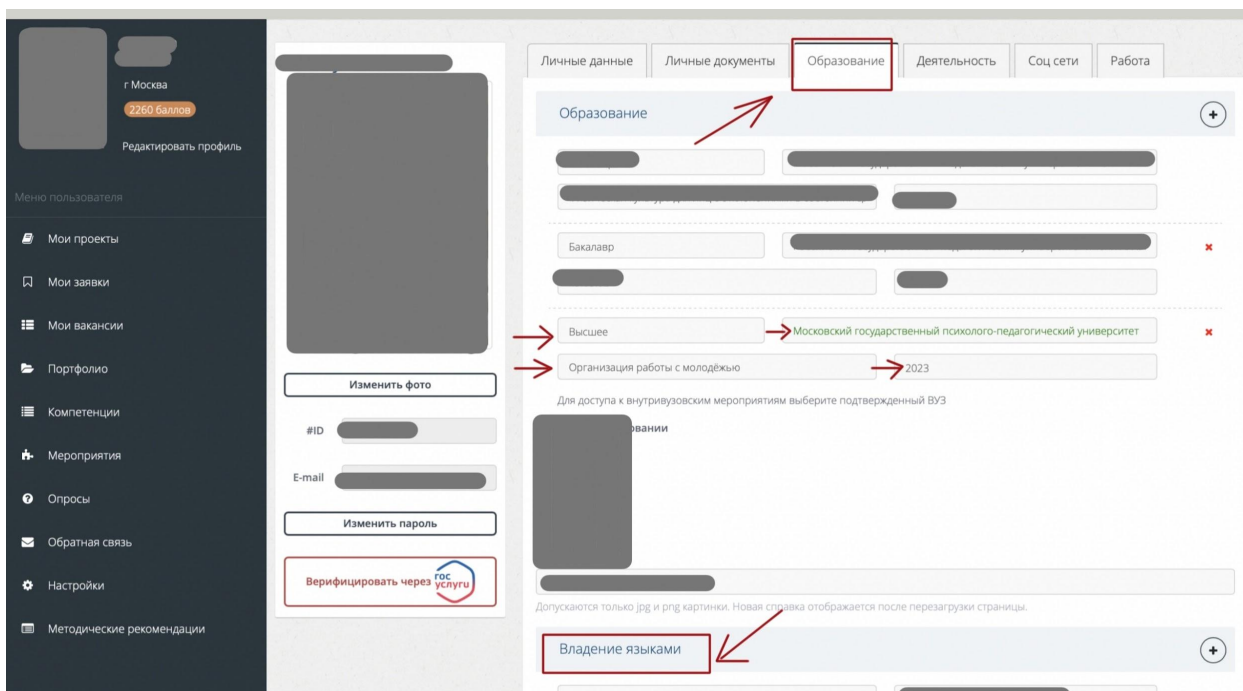 г Москва
2260 баллов
Редактировать профиль
Меню пользователя
Мои проекты
Мои заявки
Мои вакансии
Портфолио
Компетенции
Мероприятия
Опросы
Обратная связь
Настройки
Методические рекомендации
Изменить фото
#ID
E-mail
Изменить пароль
Верифицировать через госуслуги
Личные данные
Личные документы
Образование
Деятельность
Соц сети
Работа
Образование
Бакалавр
Высшее
Московский государственный психолого-педагогический университет
Организация работы с молодёжью
2023
Для доступа к внутривузовским мероприятиям выберите подтвержденный ВУЗ
Допускаются только jpg и png картинки. Новая справка отображается после перезагрузки страницы.
Владение языками